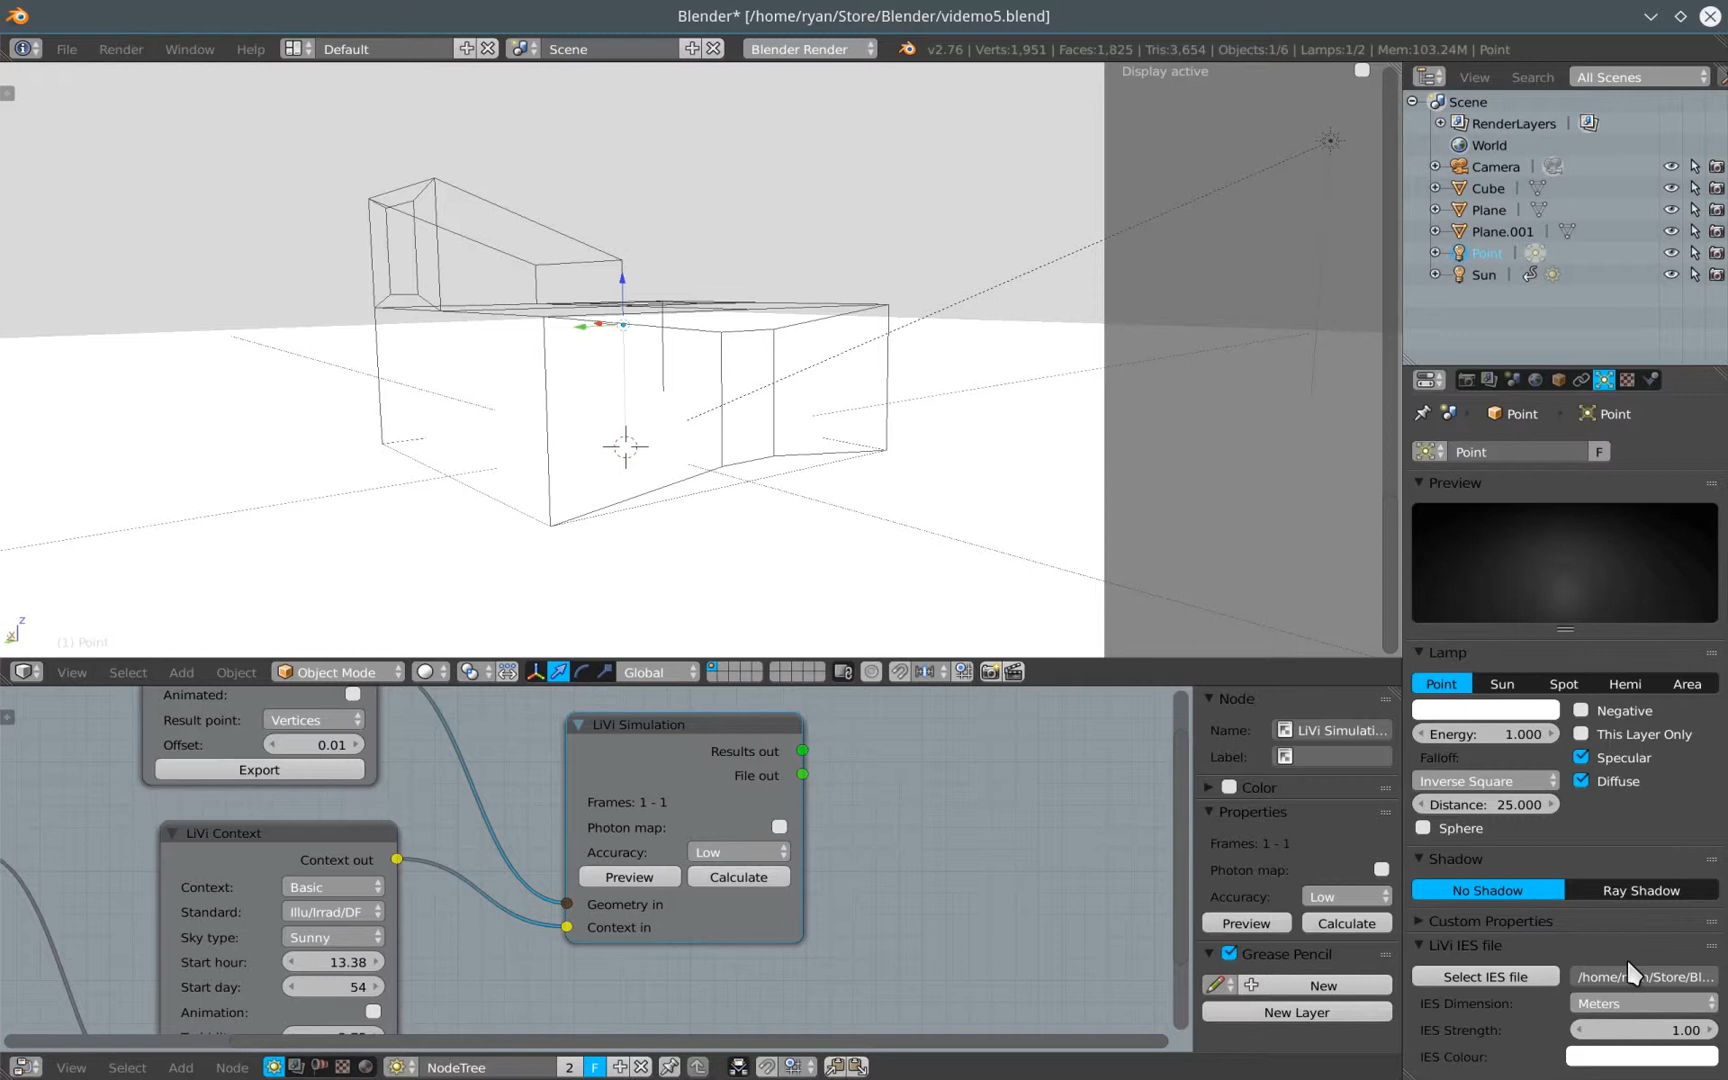 Blender* [/home/ryan/Store/Blender/videmo5.blend]
File Render Window Help Default Scene Blender Render v2.76 | Verts:1,951 | Faces:1,825 | Tris:3,654 | Objects:1/6 | Lamps:1/2 | Mem:103.24M | Point
Display active
View Search All Scenes
Scene
RenderLayers
World
Camera
Cube
Plane
Plane.001
Point
Sun
Point Point
Point F
Preview
Lamp
Point Sun Spot Hemi Area
Negative
Energy: 1.000 This Layer Only
Falloff: Specular
Inverse Square Diffuse
Distance: 25.000
Sphere
Shadow
No Shadow Ray Shadow
Custom Properties
LiVi IES file
Select IES file
IES Dimension: Meters
IES Strength: 1.00
IES Colour:
z
x
(1) Point
View Select Add Object Object Mode Global
Animated:
Result point: Vertices
Offset: 0.01
Export
LiVi Context
Context out
Context: Basic
Standard: Illu/Irrad/DF
Sky type: Sunny
Start hour: 13.38
Start day: 54
Animation:
LiVi Simulation
Results out
File out
Frames: 1 - 1
Photon map:
Accuracy: Low
Preview Calculate
Geometry in
Context in
Node
Name: LiVi Simulati...
Label:
Color
Properties
Frames: 1 - 1
Photon map:
Accuracy: Low
Preview Calculate
Grease Pencil
New
New Layer
View Select Add Node NodeTree 2 F